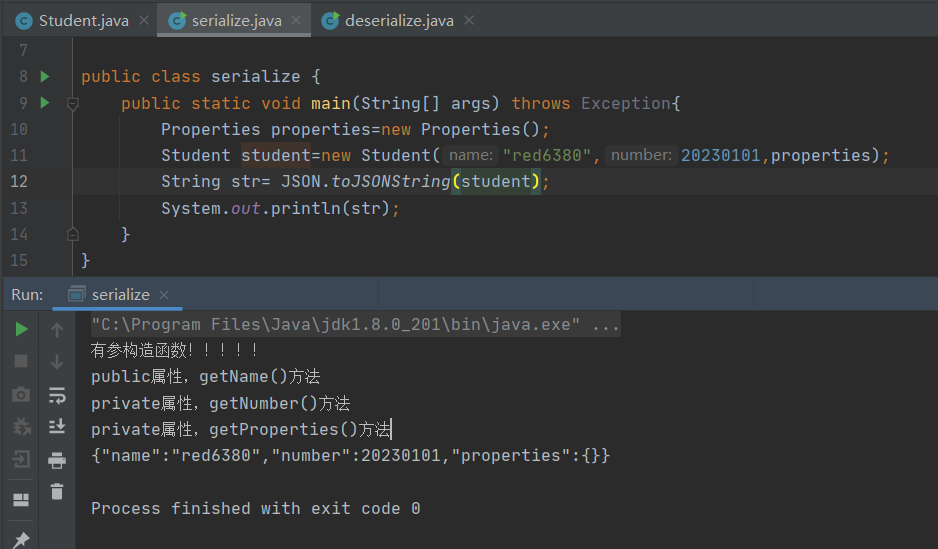 Student.java serialize.java deserialize.java
7
8 public class serialize {
9 public static void main(String[] args) throws Exception{
10 Properties properties=new Properties();
11 Student student=new Student( name: "red6380", number: 20230101,properties);
12 String str= JSON.toJSONString(student);
13 System.out.println(str);
14 }
15 }
Run: serialize
"C:\Program Files\Java\jdk1.8.0_201\bin\java.exe" ...
有参构造函数!!!!!
public属性，getName()方法
private属性，getNumber()方法
private属性，getProperties()方法
{"name":"red6380","number":20230101,"properties":{}}
Process finished with exit code 0